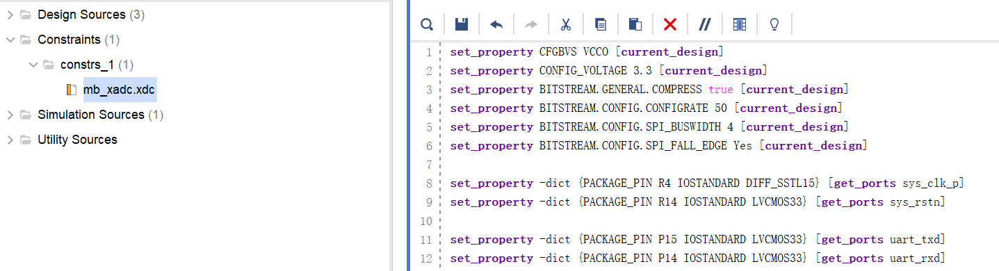 Design Sources (3)
Constraints (1)
constrs_1 (1)
mb_xadc.xdc
Simulation Sources (1)
Utility Sources
1 set_property CFGBVS VCCO [current_design]
2 set_property CONFIG_VOLTAGE 3.3 [current_design]
3 set_property BITSTREAM.GENERAL.COMPRESS true [current_design]
4 set_property BITSTREAM.CONFIG.CONFIGRATE 50 [current_design]
5 set_property BITSTREAM.CONFIG.SPI_BUSWIDTH 4 [current_design]
6 set_property BITSTREAM.CONFIG.SPI_FALL_EDGE Yes [current_design]
7
8 set_property -dict {PACKAGE_PIN R4 IOSTANDARD DIFF_SSTL15} [get_ports sys_clk_p]
9 set_property -dict {PACKAGE_PIN R14 IOSTANDARD LVCMOS33} [get_ports sys_rstn]
10
11 set_property -dict {PACKAGE_PIN P15 IOSTANDARD LVCMOS33} [get_ports uart_txd]
12 set_property -dict {PACKAGE_PIN P14 IOSTANDARD LVCMOS33} [get_ports uart_rxd]